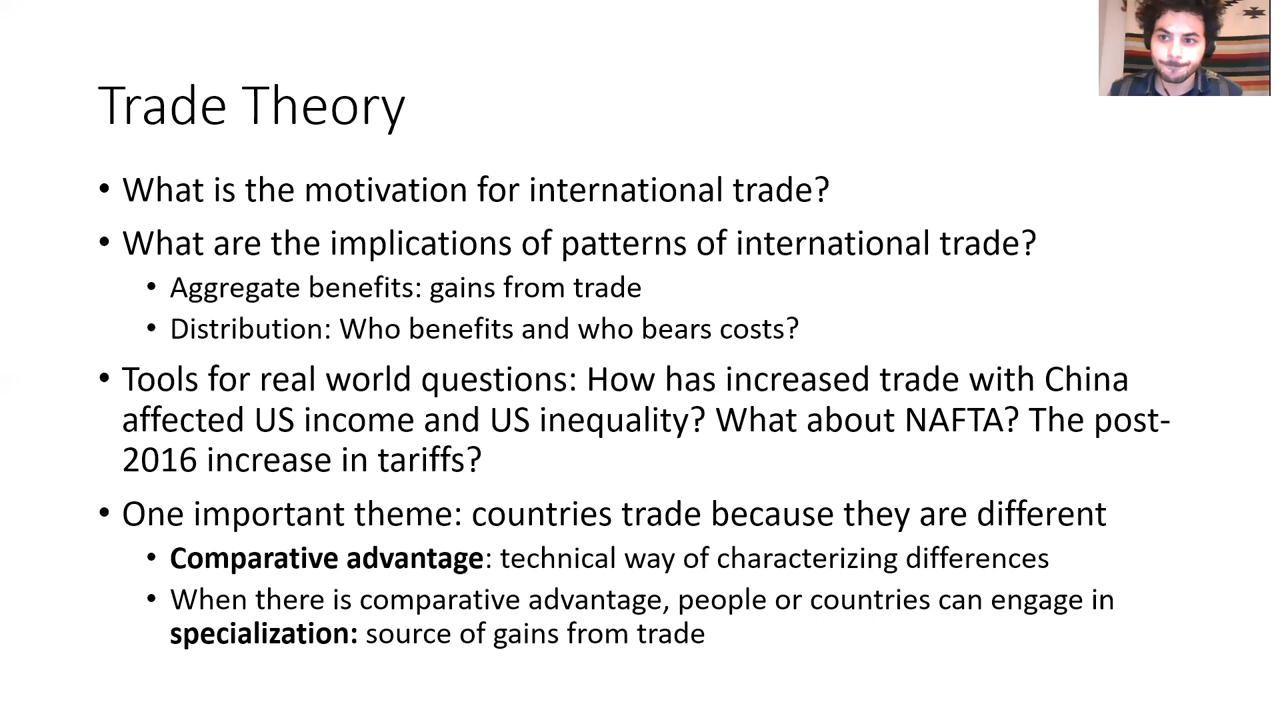 Trade Theory
• What is the motivation for international trade?
• What are the implications of patterns of international trade?
• Aggregate benefits: gains from trade
• Distribution: Who benefits and who bears costs?
• Tools for real world questions: How has increased trade with China
affected US income and US inequality? What about NAFTA? The post-
2016 increase in tariffs?
• One important theme: countries trade because they are different
• Comparative advantage: technical way of characterizing differences
• When there is comparative advantage, people or countries can engage in
specialization: source of gains from trade